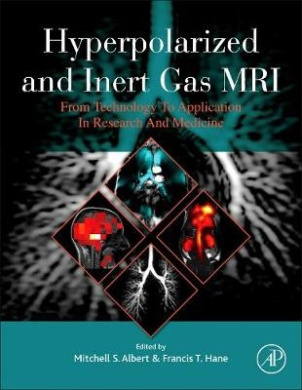 Hyperpolarized
and Inert Gas MRI
From Technology To Application
In Research And Medicine
Edited by
Mitchell S. Albert & Francis T. Hane
AP